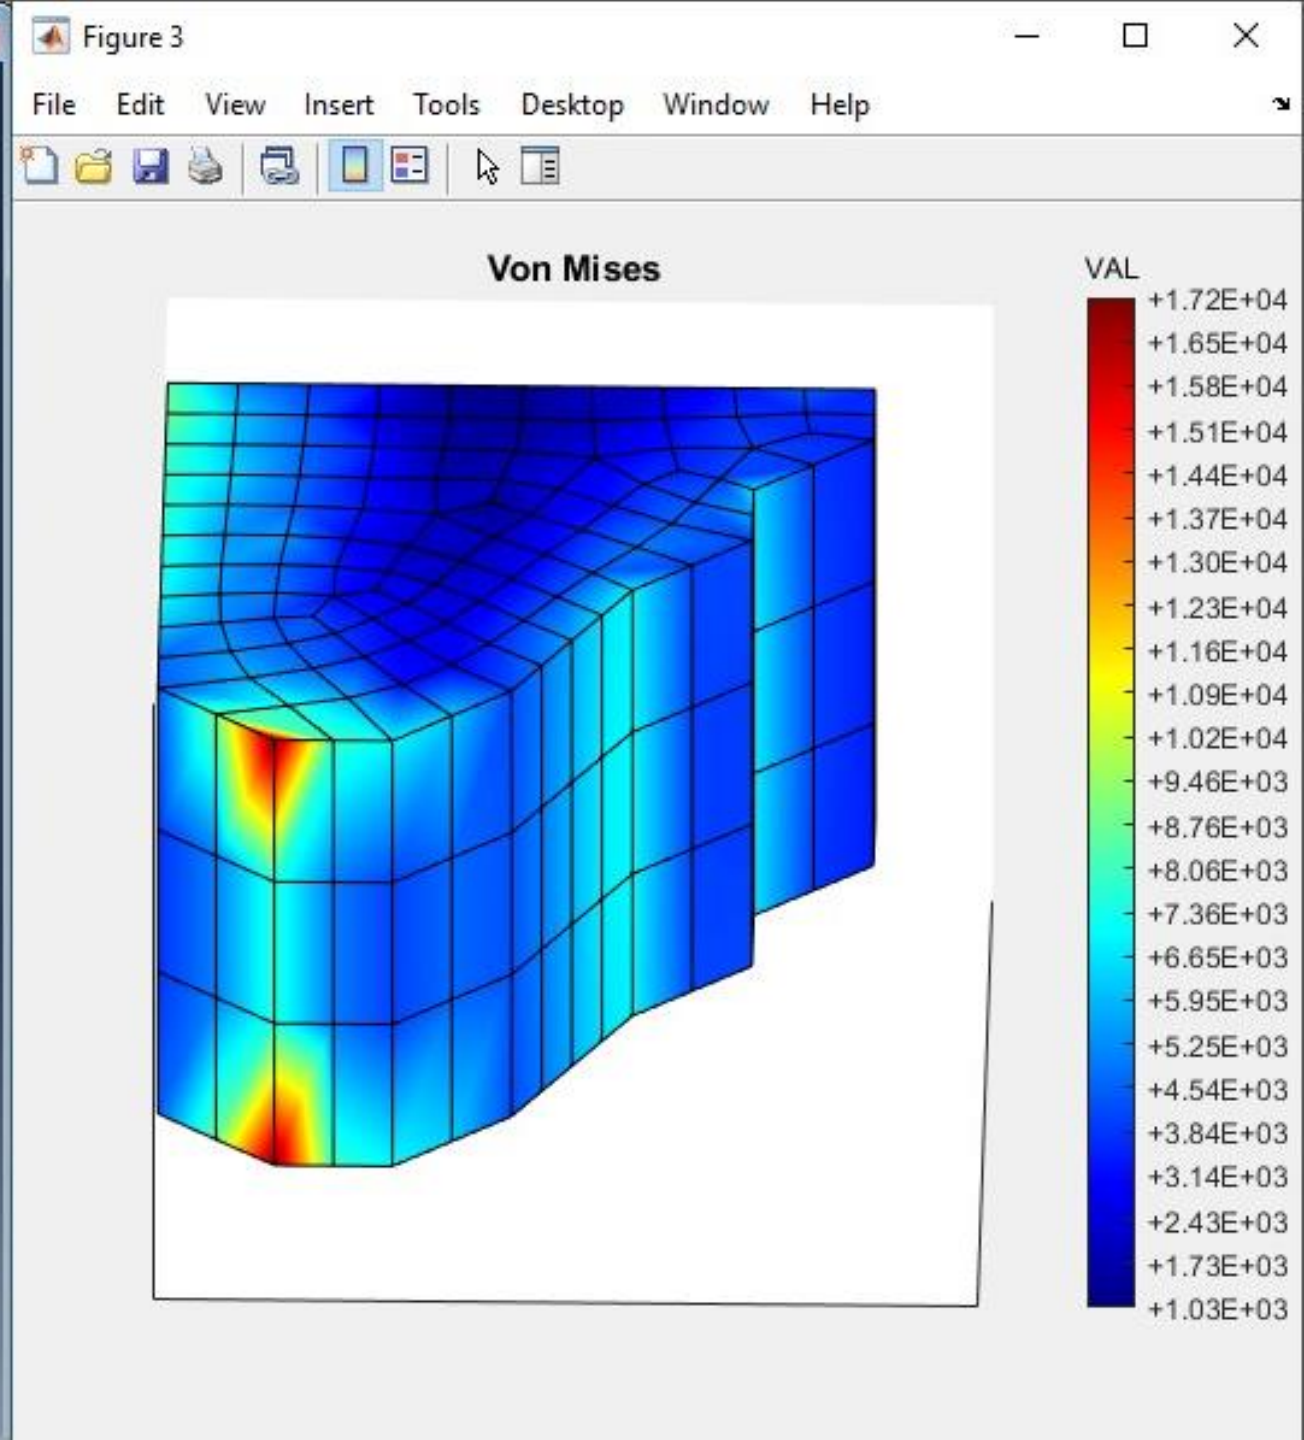 Figure 3
File Edit View Insert Tools Desktop Window Help
Von Mises
VAL
+1.72E+04
+1.65E+04
+1.58E+04
+1.51E+04
+1.44E+04
+1.37E+04
+1.30E+04
+1.23E+04
+1.16E+04
+1.09E+04
+1.02E+04
+9.46E+03
+8.76E+03
+8.06E+03
+7.36E+03
+6.65E+03
+5.95E+03
+5.25E+03
+4.54E+03
+3.84E+03
+3.14E+03
+2.43E+03
+1.73E+03
+1.03E+03